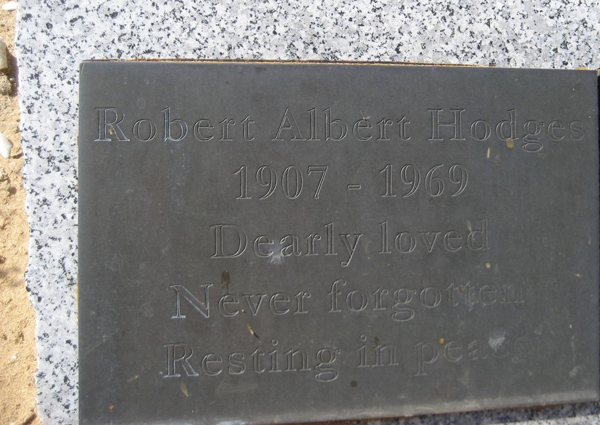 Robert Albert Hodges
1907 - 1969
Dearly loved
Never forgotten
Resting in peace